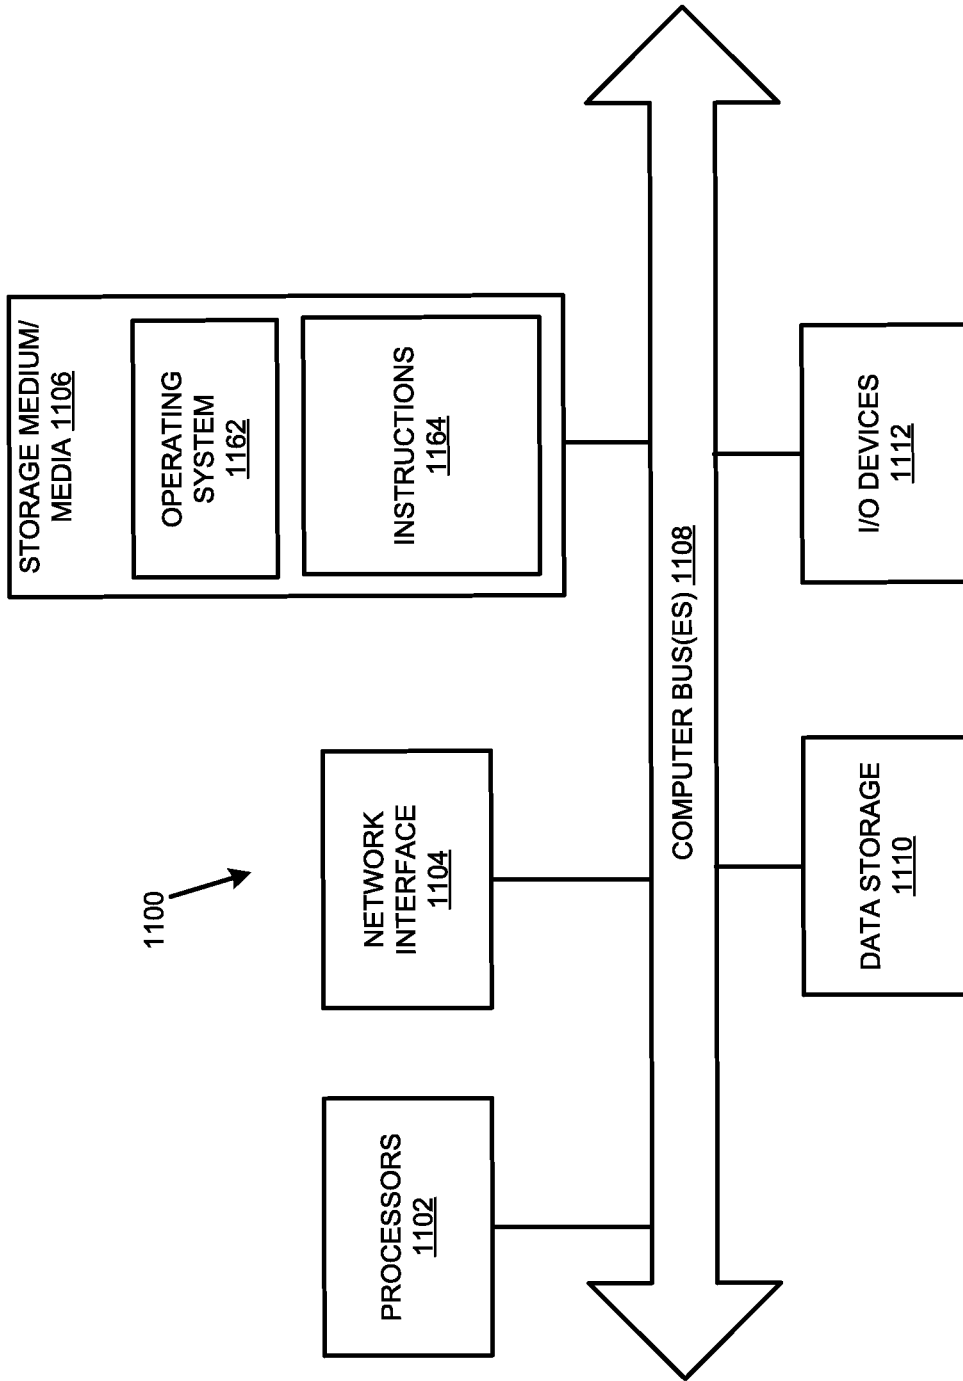 1100
PROCESSORS
1102
NETWORK
INTERFACE
1104
STORAGE MEDIUM/
MEDIA 1106
OPERATING
SYSTEM
1162
INSTRUCTIONS
1164
COMPUTER BUS(ES) 1108
DATA STORAGE
1110
I/O DEVICES
1112